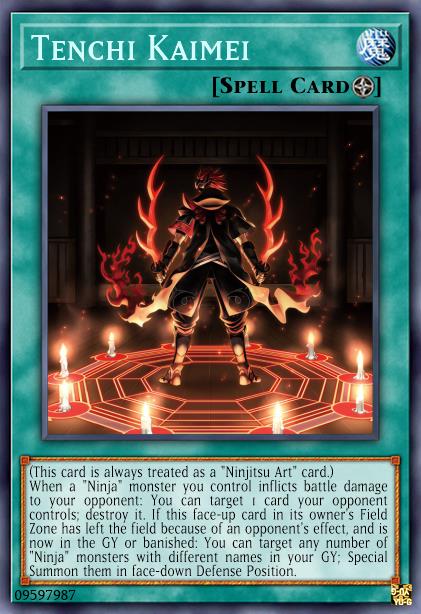 Tenchi Kaimei
魔
[Spell Card]
(This card is always treated as a "Ninjitsu Art" card.)
When a "Ninja" monster you control inflicts battle damage
to your opponent: You can target 1 card your opponent
controls; destroy it. If this face-up card in its owner's Field
Zone has left the field because of an opponent's effect, and is
now in the GY or banished: You can target any number of
"Ninja" monsters with different names in your GY; Special
Summon them in face-down Defense Position.
09597987